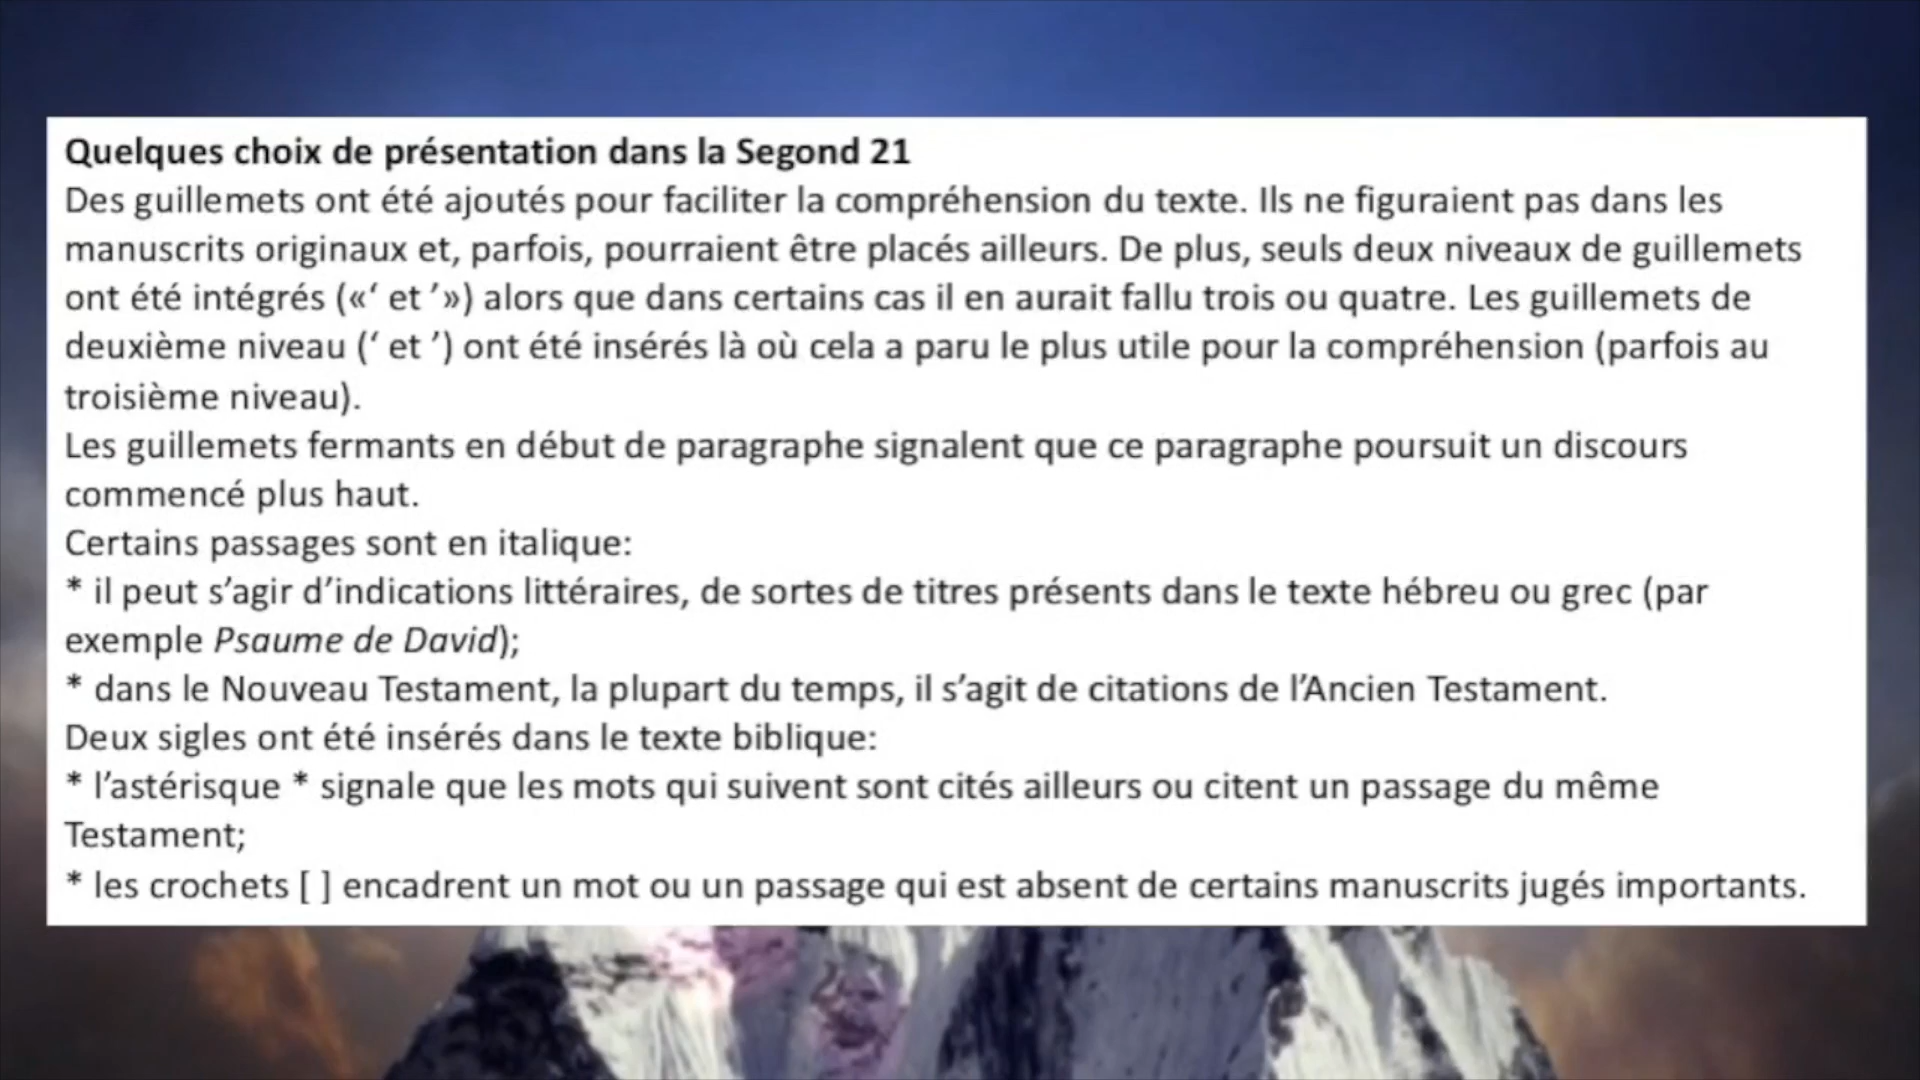 Quelques choix de présentation dans la Segond 21
Des guillemets ont été ajoutés pour faciliter la compréhension du texte. Ils ne figuraient pas dans les
manuscrits originaux et, parfois, pourraient être placés ailleurs. De plus, seuls deux niveaux de guillemets
ont été intégrés («‘ et ’») alors que dans certains cas il en aurait fallu trois ou quatre. Les guillemets de
deuxième niveau (‘ et ’) ont été insérés là où cela a paru le plus utile pour la compréhension (parfois au
troisième niveau).
Les guillemets fermants en début de paragraphe signalent que ce paragraphe poursuit un discours
commencé plus haut.
Certains passages sont en italique:
* il peut s’agir d’indications littéraires, de sortes de titres présents dans le texte hébreu ou grec (par
exemple Psaume de David);
* dans le Nouveau Testament, la plupart du temps, il s’agit de citations de l’Ancien Testament.
Deux sigles ont été insérés dans le texte biblique:
* l’astérisque * signale que les mots qui suivent sont cités ailleurs ou citent un passage du même
Testament;
* les crochets [ ] encadrent un mot ou un passage qui est absent de certains manuscrits jugés importants.